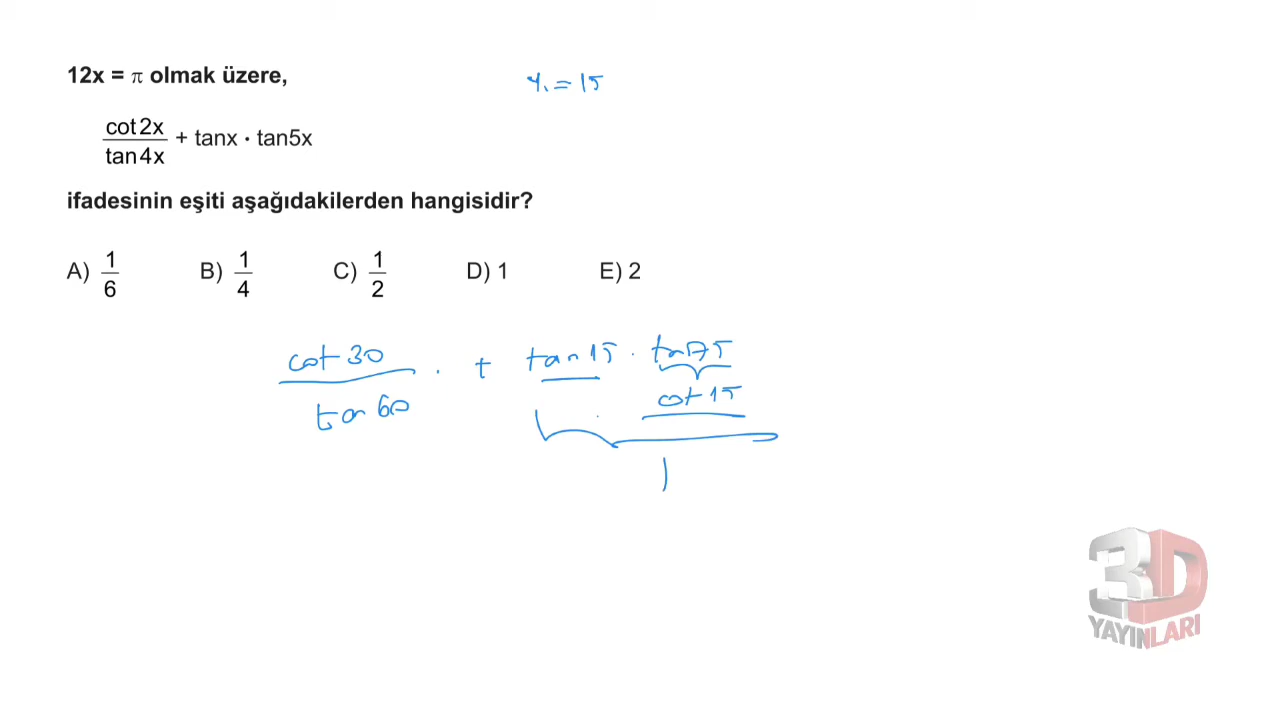 12x = π olmak üzere,
x = 15
cot2x
tan4x
+ tanx · tan5x
ifadesinin eşiti aşağıdakilerden hangisidir?
A) 1/6 B) 1/4 C) 1/2 D) 1 E) 2
cot 30
tan 60
+ tan 15 · tan 75
cot 15
1
3D
YAYINLARI